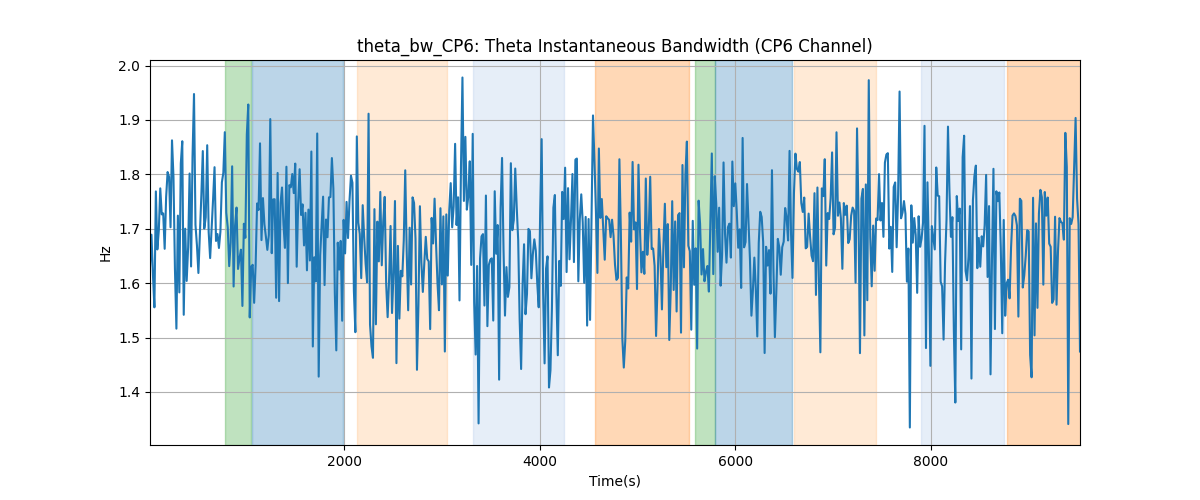 theta_bw_CP6: Theta Instantaneous Bandwidth (CP6 Channel)
2.0
1.9
1.8
1.7
1.6
1.5
1.4
Hz
2000 4000 6000 8000
Time(s)